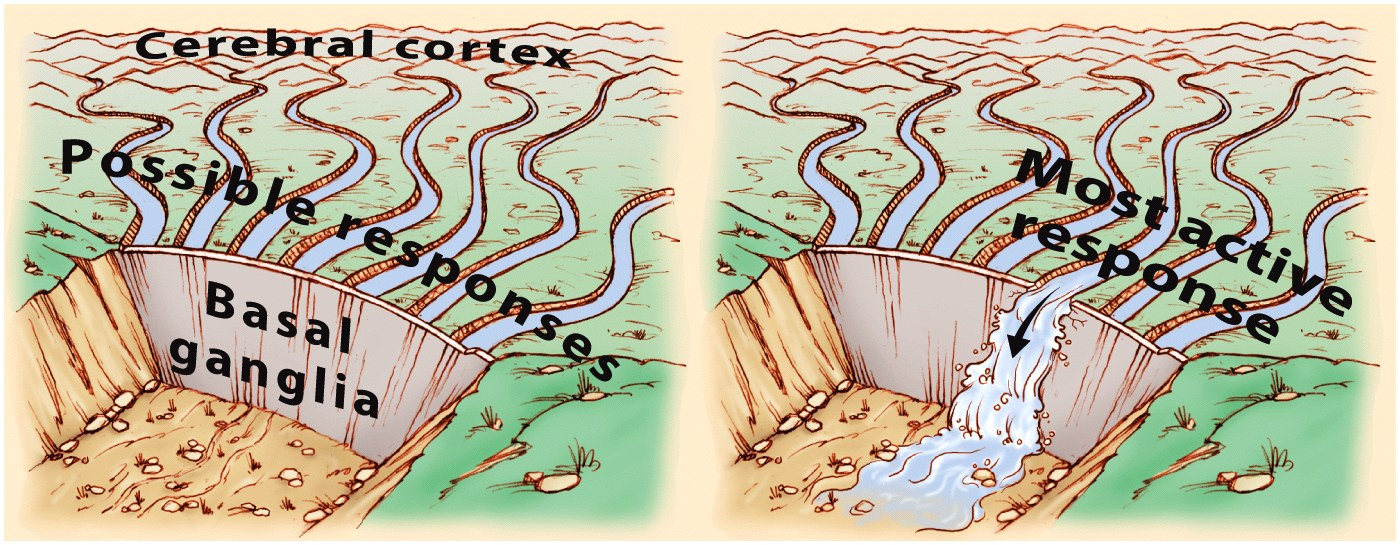 Cerebral cortex
Possible responses
Basal
ganglia
Most active
response